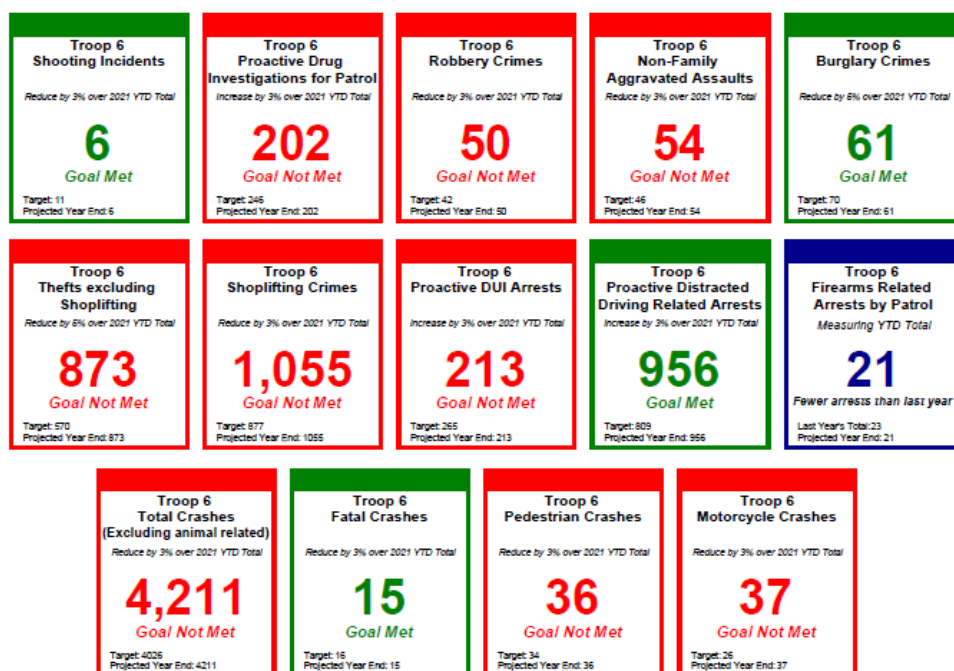 Troop 6
Shooting Incidents
Reduce by 3% over 2021 YTD Total
6
Goal Met
Target: 11
Projected Year End: 6
Troop 6
Proactive Drug
Investigations for Patrol
Increase by 3% over 2021 YTD Total
202
Goal Not Met
Target: 246
Projected Year End: 202
Troop 6
Robbery Crimes
Reduce by 3% over 2021 YTD Total
50
Goal Not Met
Target: 42
Projected Year End: 50
Troop 6
Non-Family
Aggravated Assaults
Reduce by 3% over 2021 YTD Total
54
Goal Not Met
Target: 46
Projected Year End: 54
Troop 6
Burglary Crimes
Reduce by 6% over 2021 YTD Total
61
Goal Met
Target: 70
Projected Year End: 61
Troop 6
Thefts excluding
Shoplifting
Reduce by 6% over 2021 YTD Total
873
Goal Not Met
Target: 570
Projected Year End: 873
Troop 6
Shoplifting Crimes
Reduce by 3% over 2021 YTD Total
1,055
Goal Not Met
Target: 877
Projected Year End: 1055
Troop 6
Proactive DUI Arrests
Increase by 3% over 2021 YTD Total
213
Goal Not Met
Target: 265
Projected Year End: 213
Troop 6
Proactive Distracted
Driving Related Arrests
Increase by 3% over 2021 YTD Total
956
Goal Met
Target: 809
Projected Year End: 956
Troop 6
Firearms Related
Arrests by Patrol
Measuring YTD Total
21
Fewer arrests than last year
Last Year's Total:23
Projected Year End: 21
Troop 6
Total Crashes
(Excluding animal related)
Reduce by 3% over 2021 YTD Total
4,211
Goal Not Met
Target: 4026
Projected Year End: 4211
Troop 6
Fatal Crashes
Reduce by 3% over 2021 YTD Total
15
Goal Met
Target: 16
Projected Year End: 15
Troop 6
Pedestrian Crashes
Reduce by 3% over 2021 YTD Total
36
Goal Not Met
Target: 34
Projected Year End: 36
Troop 6
Motorcycle Crashes
Reduce by 3% over 2021 YTD Total
37
Goal Not Met
Target: 26
Projected Year End: 37